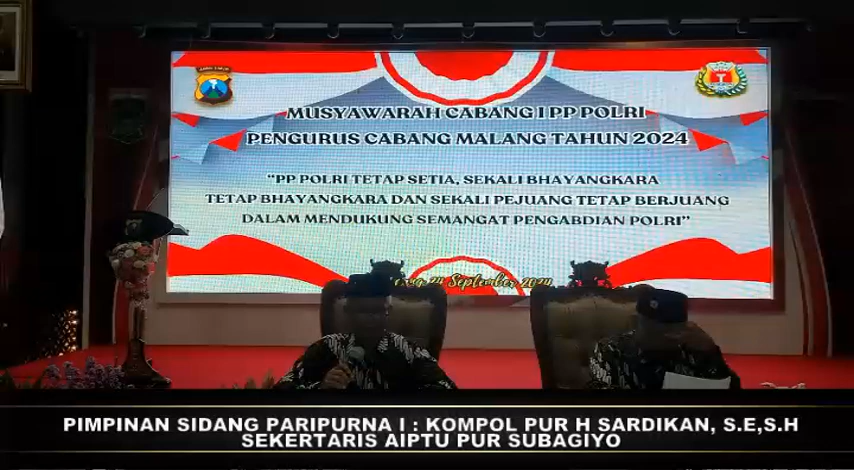 JAWA TIMUR
MUSYAWARAH CABANG I PP POLRI
PENGURUS CABANG MALANG TAHUN 2024
"PP POLRI TETAP SETIA, SEKALI BHAYANGKARA
TETAP BHAYANGKARA DAN SEKALI PEJUANG TETAP BERJUANG
DALAM MENDUKUNG SEMANGAT PENGABDIAN POLRI"
September 2024
PIMPINAN SIDANG PARIPURNA I : KOMPOL PUR H SARDIKAN, S.E,S.H
SEKERTARIS AIPTU PUR SUBAGIYO